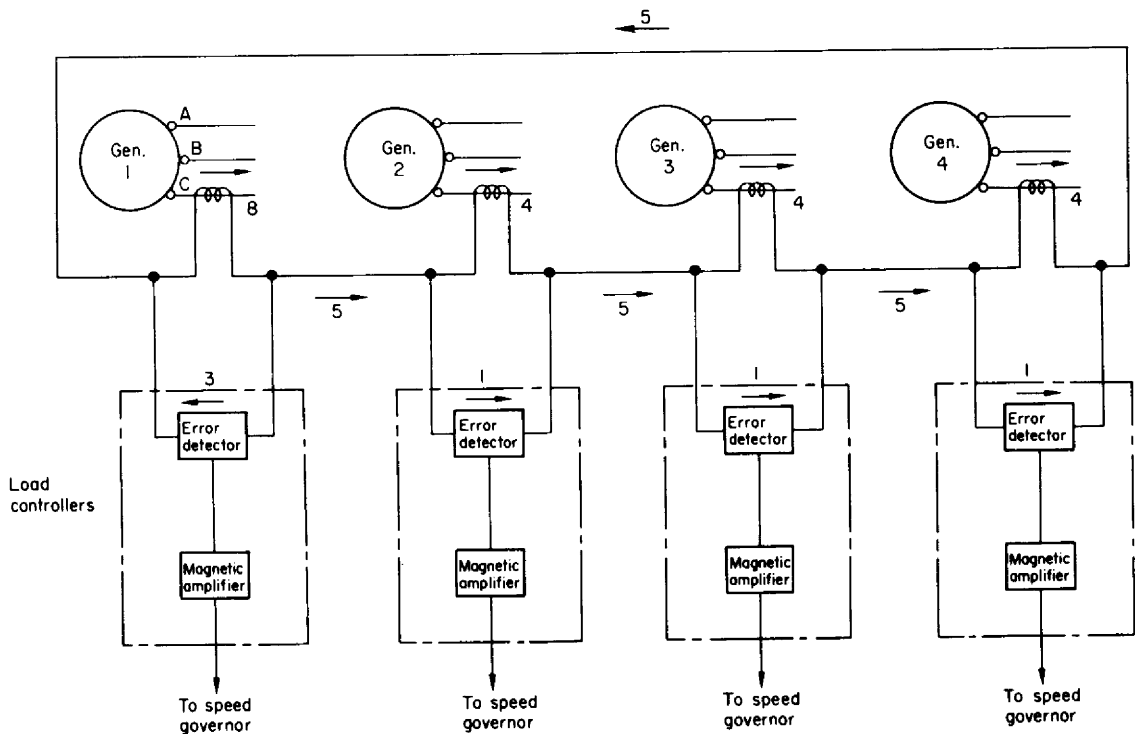 5
A
B
C
8
Gen.
1
Gen.
2
4
Gen.
3
4
Gen.
4
4
5
5
5
3
1
1
1
Error
detector
Error
detector
Error
detector
Error
detector
Load
controllers
Magnetic
amplifier
Magnetic
amplifier
Magnetic
amplifier
Magnetic
amplifier
To speed
governor
To speed
governor
To speed
governor
To speed
governor